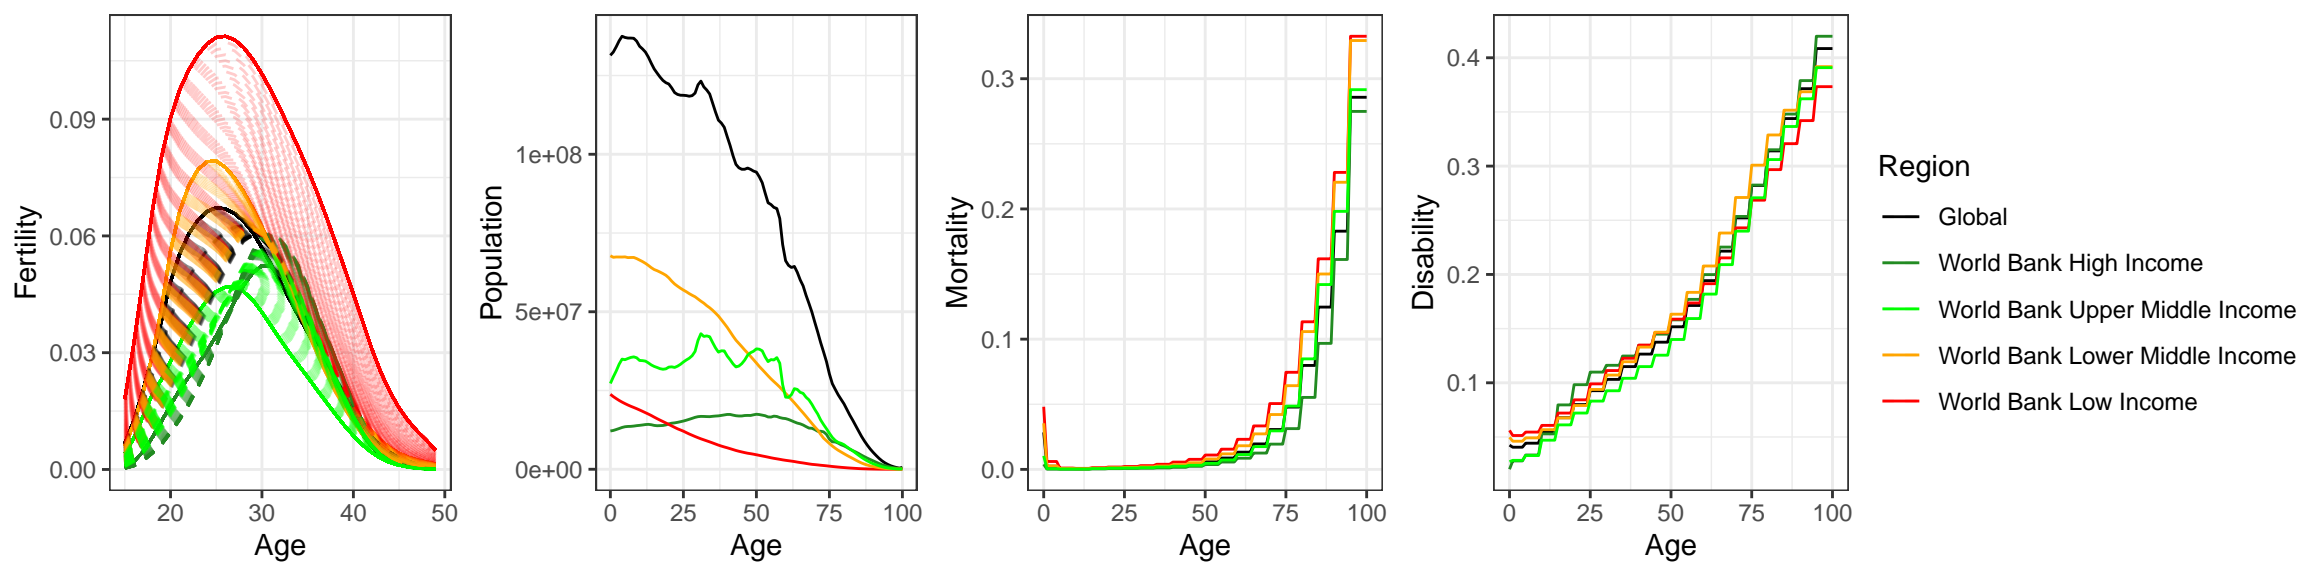 Fertility
0.09
0.06
0.03
0.00
20 30 40 50
Age
Population
1e+08
5e+07
0e+00
0 25 50 75 100
Age
Mortality
0.3
0.2
0.1
0.0
0 25 50 75 100
Age
Disability
0.4
0.3
0.2
0.1
0 25 50 75 100
Age
Region
Global
World Bank High Income
World Bank Upper Middle Income
World Bank Lower Middle Income
World Bank Low Income